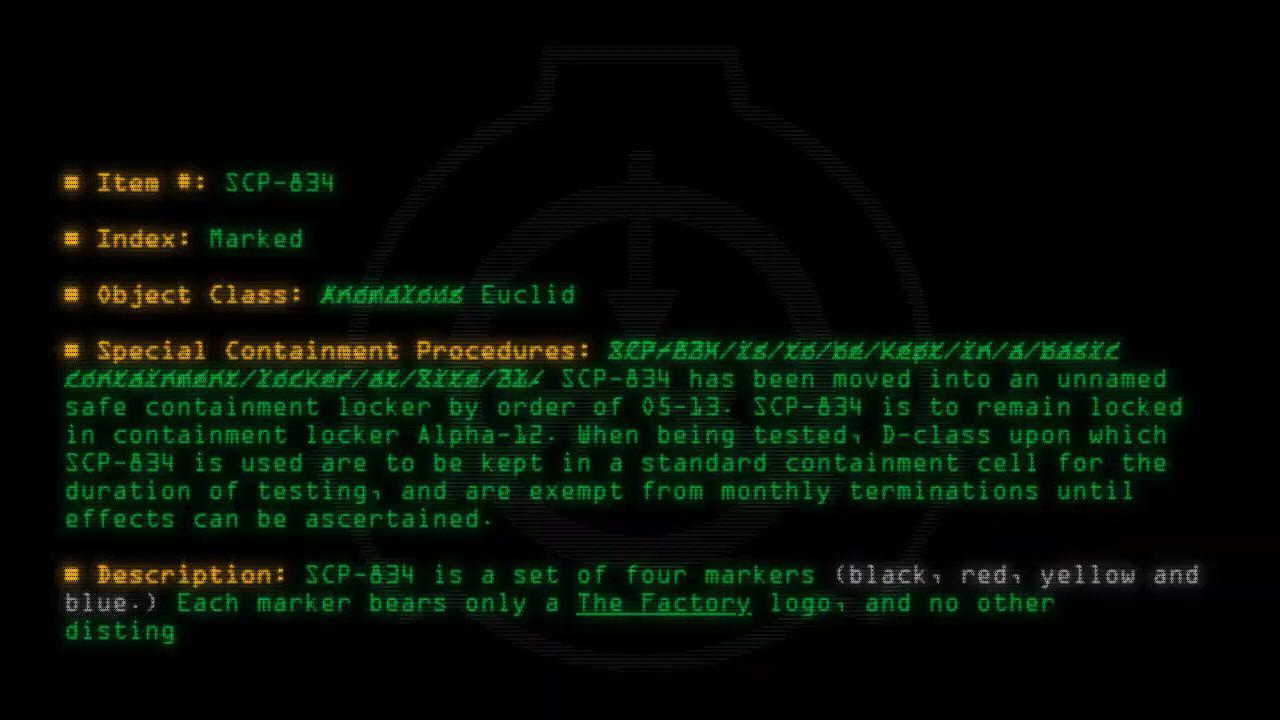 ■ Item #: SCP-834
■ Index: Marked
■ Object Class: Anomalous Euclid
■ Special Containment Procedures: SCP-834 is to be kept in a basic
containment locker at Site 31. SCP-834 has been moved into an unnamed
safe containment locker by order of 05-13. SCP-834 is to remain locked
in containment locker Alpha-12. When being tested, D-class upon which
SCP-834 is used are to be kept in a standard containment cell for the
duration of testing, and are exempt from monthly terminations until
effects can be ascertained.
■ Description: SCP-834 is a set of four markers (black, red, yellow and
blue.) Each marker bears only a The Factory logo, and no other
disting